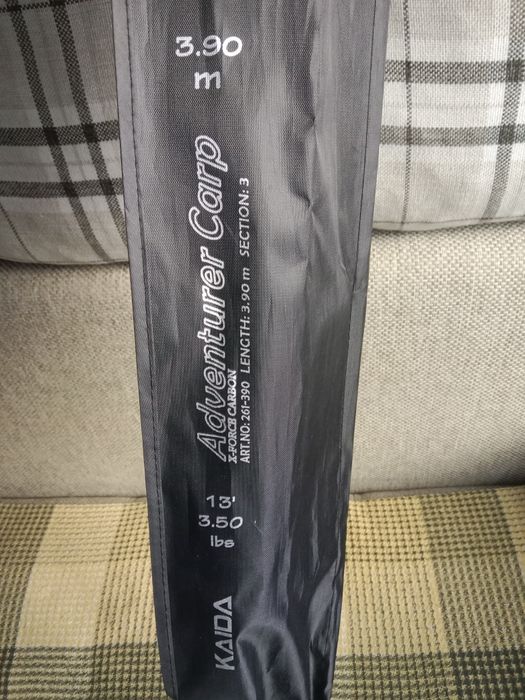 3.90
m
Adventurer Carp
X-FORCE CARBON
ART.NO: 261-390 LENGTH: 3.90 m SECTION: 3
13'
3.50
lbs
KAIDA